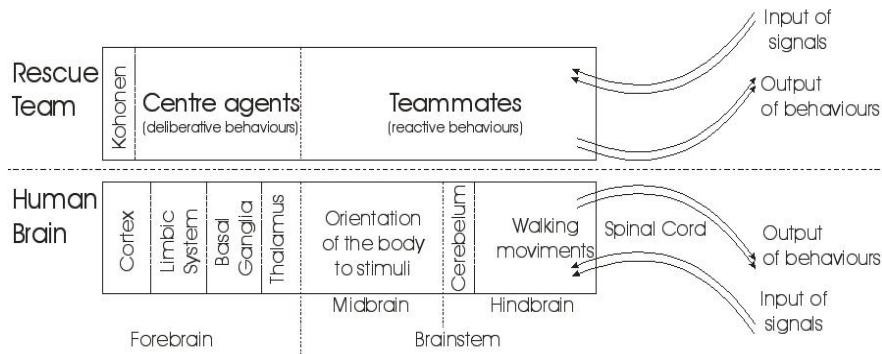 Rescue
Team
Kohonen
Centre agents
(deliberative behaviours)
Teammates
(reactive behaviours)
Input of
signals
Output
of behaviours
Human
Brain
Cortex
Limbic
System
Basal
Ganglia
Thalamus
Orientation
of the body
to stimuli
Cerebelum
Walking
moviments
Spinal Cord
Output
of behaviours
Input of
signals
Midbrain
Hindbrain
Forebrain
Brainstem